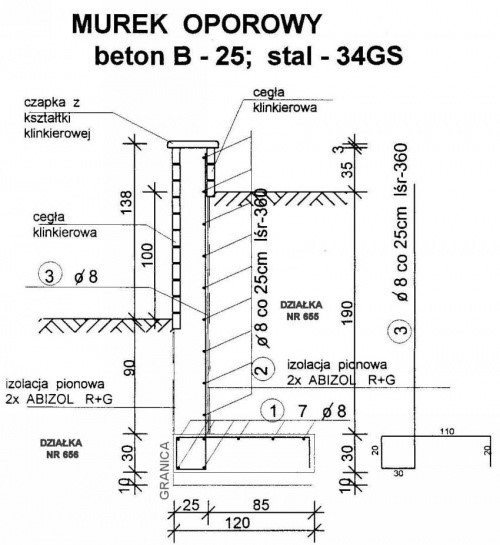 MUREK OPOROWY
beton B - 25; stal - 34GS
cegła
klinkierowa
czapka z
kształtki
klinkierowej
3
35
138
cegła
klinkierowa
100
3 ø 8
ø 8 co 25cm lśr-360
2
DZIAŁKA
NR 655
190
ø 8 co 25cm lśr-360
3
90
izolacja pionowa
2x ABIZOL R+G
izolacja pionowa
2x ABIZOL R+G
1 7 ø 8
DZIAŁKA
NR 656
30
10
GRANICA
30
10
110
20
20
30
25
85
120